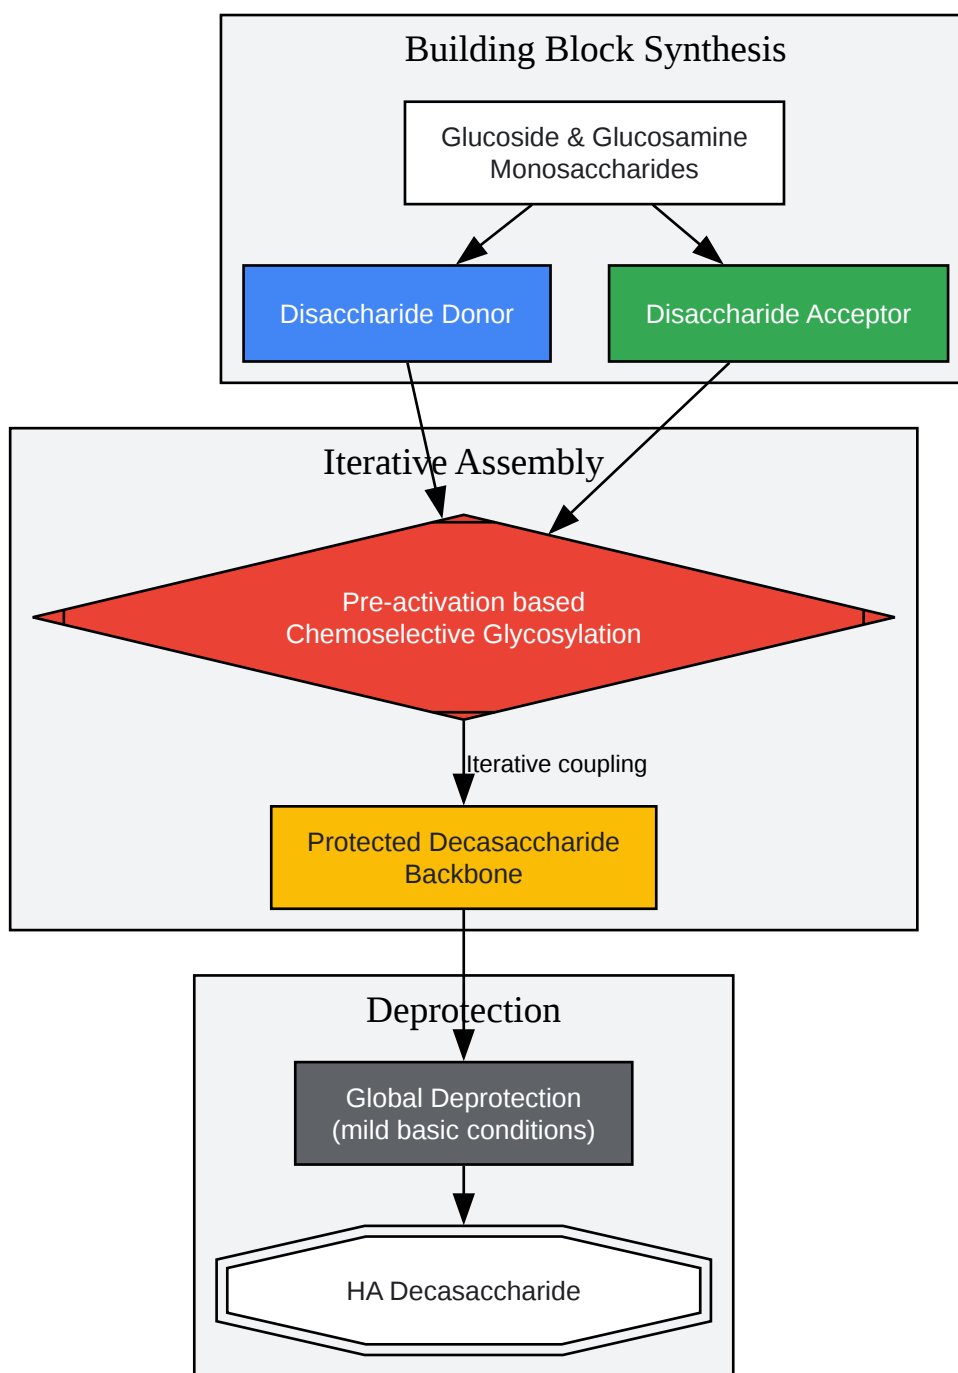 Building Block Synthesis
Glucoside & Glucosamine
Monosaccharides
Disaccharide Donor
Disaccharide Acceptor
Iterative Assembly
Pre-activation based
Chemoselective Glycosylation
Iterative coupling
Protected Decasaccharide
Backbone
Deprotection
Global Deprotection
(mild basic conditions)
HA Decasaccharide